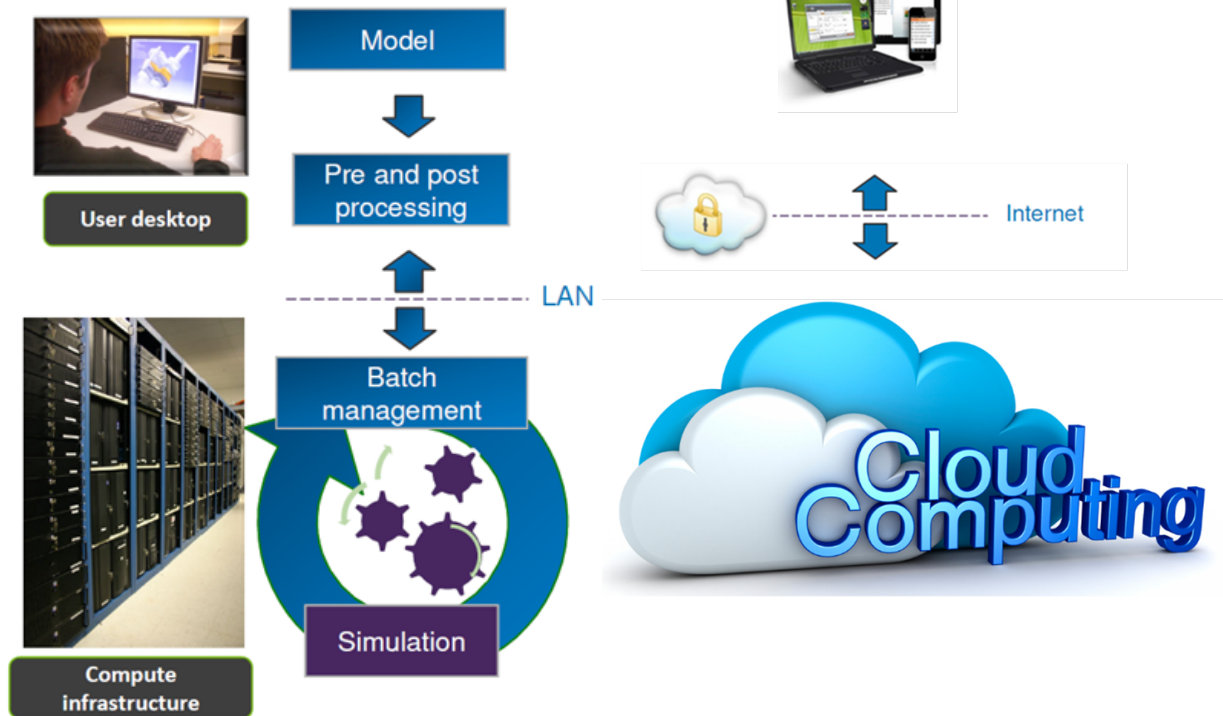 Model
Pre and post
processing
User desktop
LAN
Batch
management
Simulation
Compute
infrastructure
Internet
Cloud
Computing